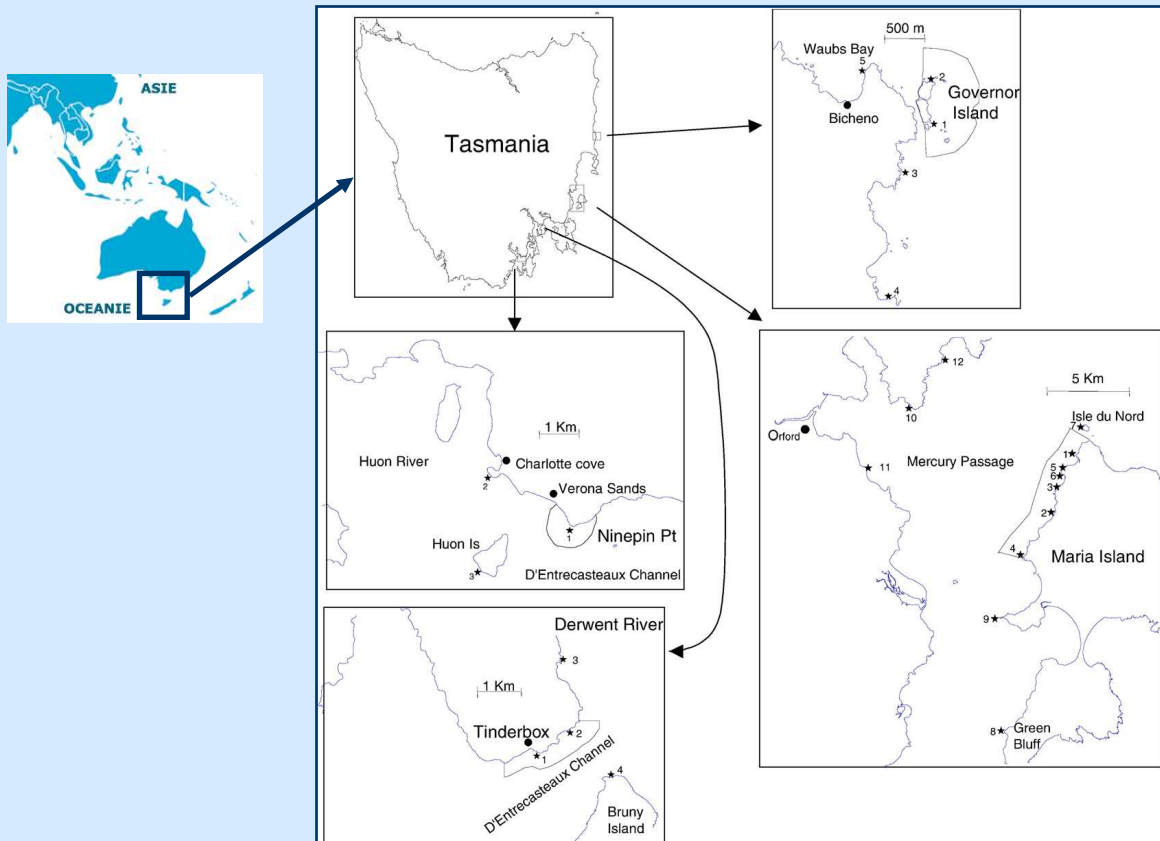 ASIE
OCEANIE
Tasmania
500 m
Waubs Bay
5
2
Governor
Island
Bicheno
1
3
4
1 Km
Huon River
Charlotte cove
2
Verona Sands
1
Ninepin Pt
Huon Is
3
D'Entrecasteaux Channel
12
5 Km
10
Isle du Nord
7
Orford
1
11
Mercury Passage
5
6
3
2
4
Maria Island
9
8
Green
Bluff
Derwent River
3
1 Km
Tinderbox
2
1
D'Entrecasteaux Channel
4
Bruny
Island